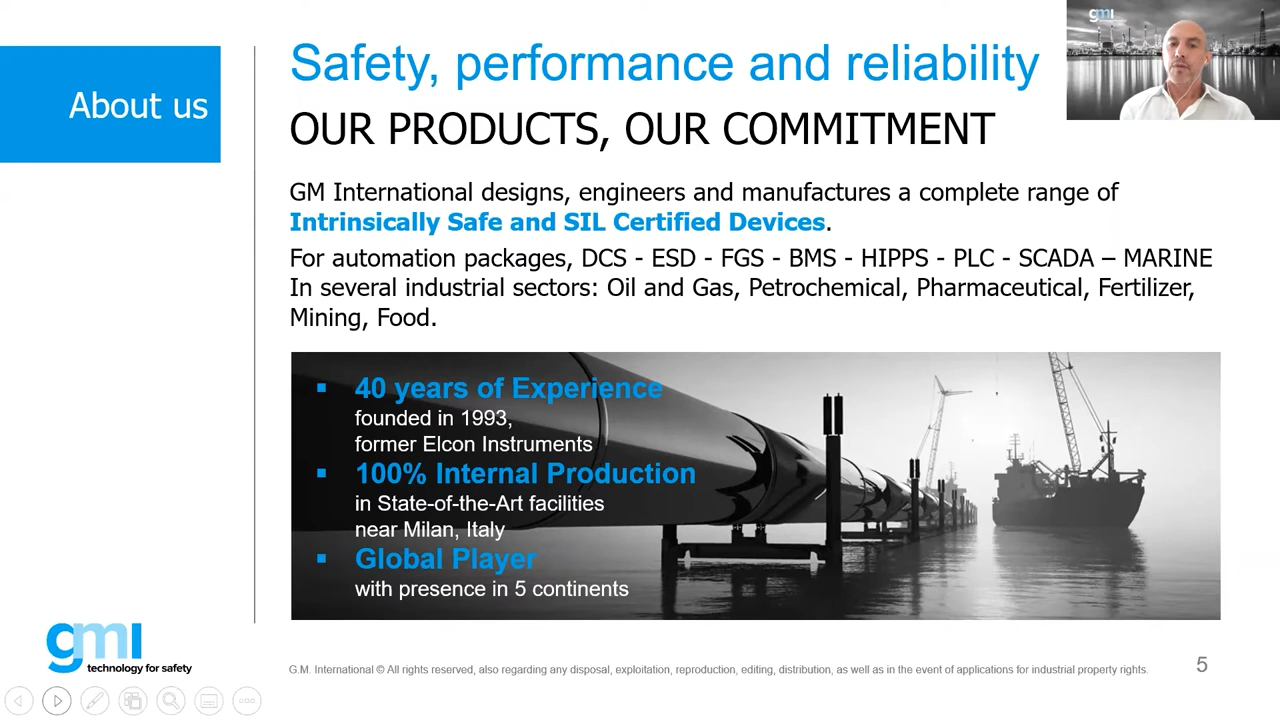 gmi
Safety, performance and reliability
About us
OUR PRODUCTS, OUR COMMITMENT
GM International designs, engineers and manufactures a complete range of
Intrinsically Safe and SIL Certified Devices.
For automation packages, DCS - ESD - FGS - BMS - HIPPS - PLC - SCADA – MARINE
In several industrial sectors: Oil and Gas, Petrochemical, Pharmaceutical, Fertilizer,
Mining, Food.
▪ 40 years of Experience
founded in 1993,
former Elcon Instruments
▪ 100% Internal Production
in State-of-the-Art facilities
near Milan, Italy
▪ Global Player
with presence in 5 continents
gmi
technology for safety
G.M. International © All rights reserved, also regarding any disposal, exploitation, reproduction, editing, distribution, as well as in the event of applications for industrial property rights.
5